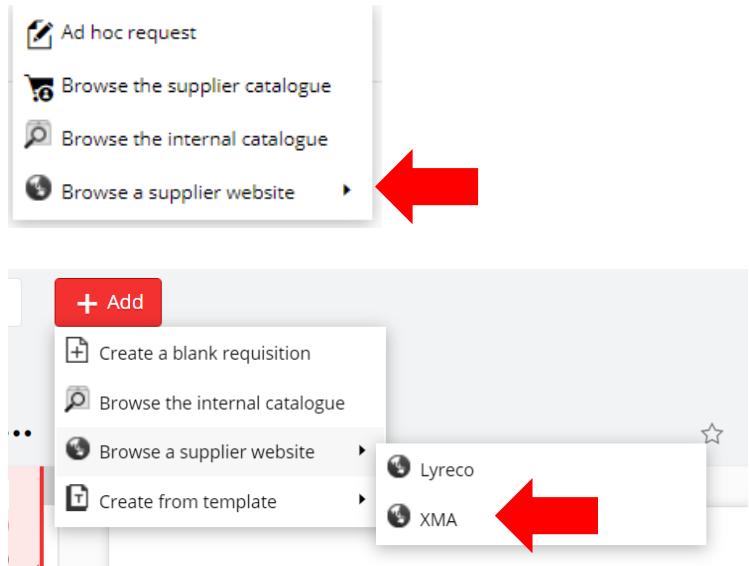 Ad hoc request
Browse the supplier catalogue
Browse the internal catalogue
Browse a supplier website
+ Add
Create a blank requisition
Browse the internal catalogue
Browse a supplier website
Create from template
Lyreco
XMA